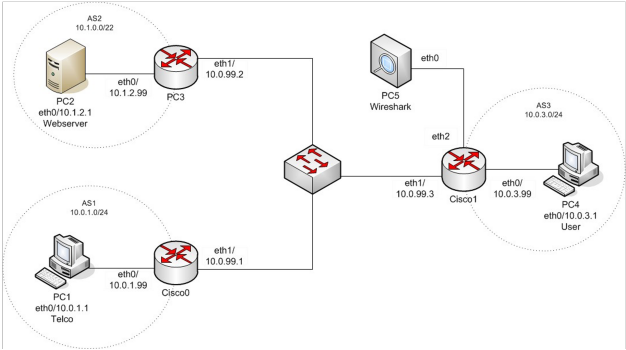 AS2
10.1.0.0/22
PC2
eth0/10.1.2.1
Webserver
eth0/
10.1.2.99
PC3
eth1/
10.0.99.2
PC5
Wireshark
eth0
eth2
AS3
10.0.3.0/24
eth1/
10.0.99.3
Cisco1
eth0/
10.0.3.99
PC4
eth0/10.0.3.1
User
AS1
10.0.1.0/24
PC1
eth0/10.0.1.1
Telco
eth0/
10.0.1.99
Cisco0
eth1/
10.0.99.1